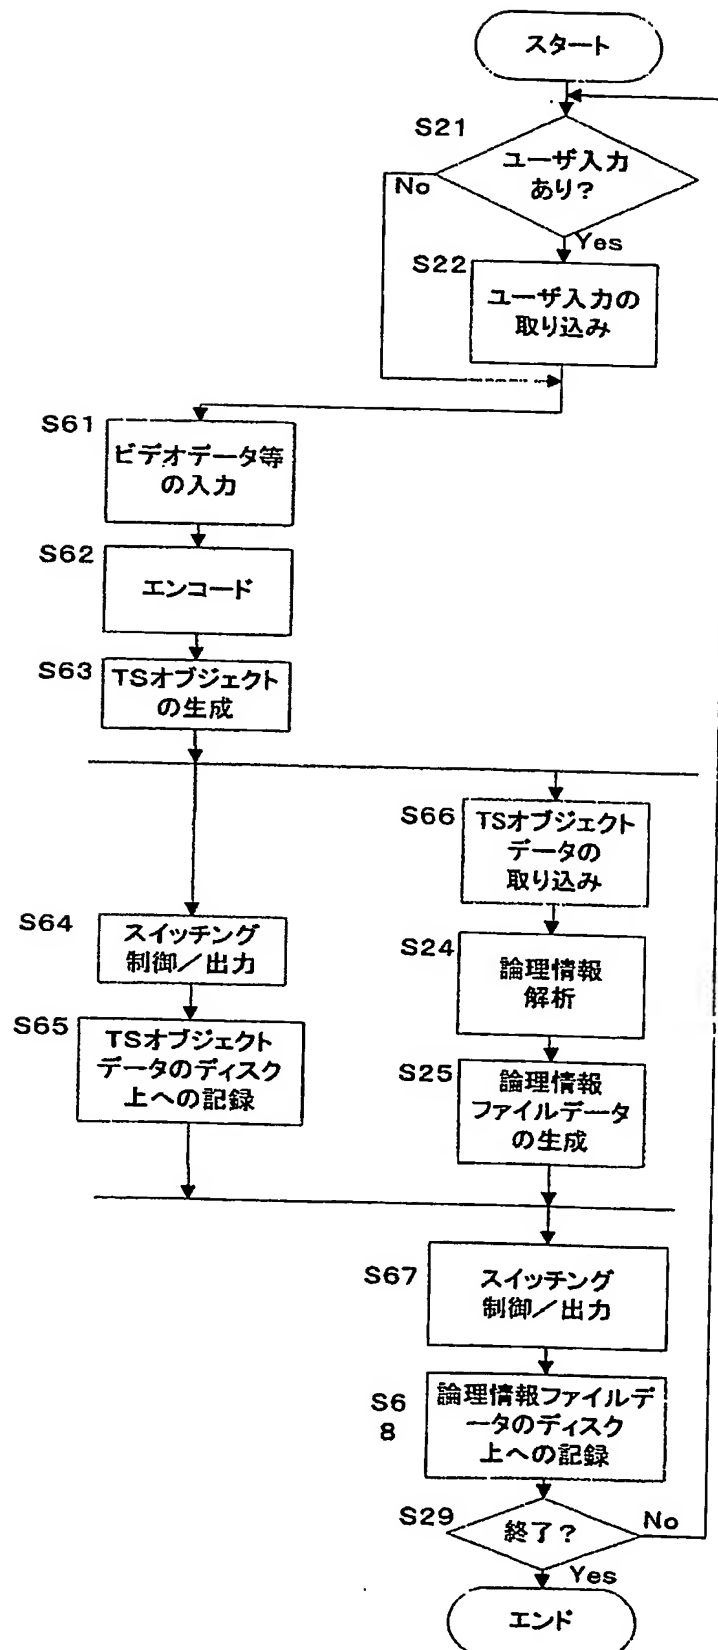 スタート
S21
ユーザ入力
あり?
No
Yes
S22
ユーザ入力の
取り込み
S61
ビデオデータ等
の入力
S62
エンコード
S63
TSオブジェクト
の生成
S66
TSオブジェクト
データの
取り込み
S64
スイッチング
制御/出力
S24
論理情報
解析
S65
TSオブジェクト
データのディスク
上への記録
S25
論理情報
ファイルデータ
の生成
S67
スイッチング
制御/出力
S6
8
論理情報ファイルデ
ータのディスク
上への記録
S29
終了?
No
Yes
エンド